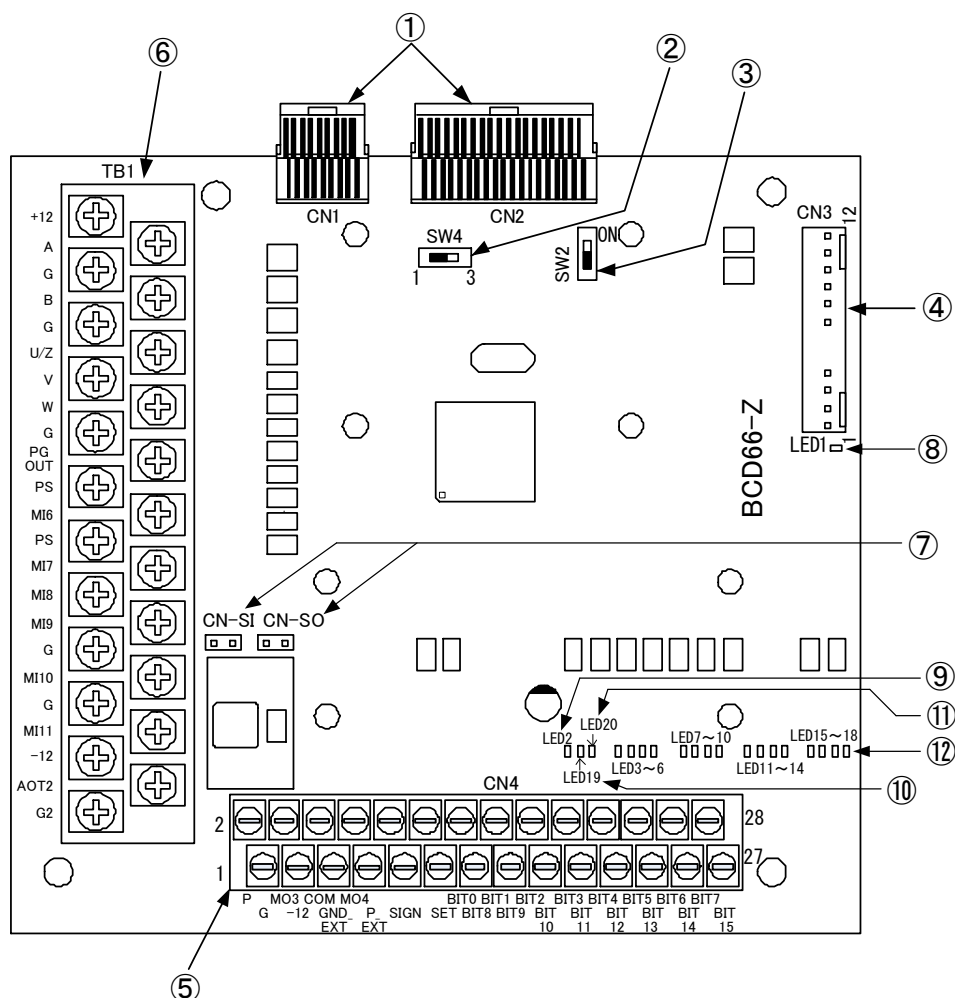 ①
②
⑥
③
TB1
CN1
CN2
CN3
12
+12
A
G
B
G
U/Z
V
W
G
PG
OUT
PS
MI6
PS
MI7
MI8
MI9
G
MI10
G
MI11
-12
AOT2
G2
SW4
1
3
ON
SW2
④
1
LED1
⑧
BCD66-Z
⑦
CN-SI
CN-SO
⑨
⑪
LED20
LED2
LED7～10
LED15～18
⑫
LED3～6
LED11～14
LED19
⑩
CN4
2
28
1
27
P
MO3
COM
MO4
BIT0
BIT1
BIT2
BIT3
BIT4
BIT5
BIT6
BIT7
G
-12
GND_
EXT
P_
EXT
SIGN
SET
BIT8
BIT9
BIT
10
BIT
11
BIT
12
BIT
13
BIT
14
BIT
15
⑤